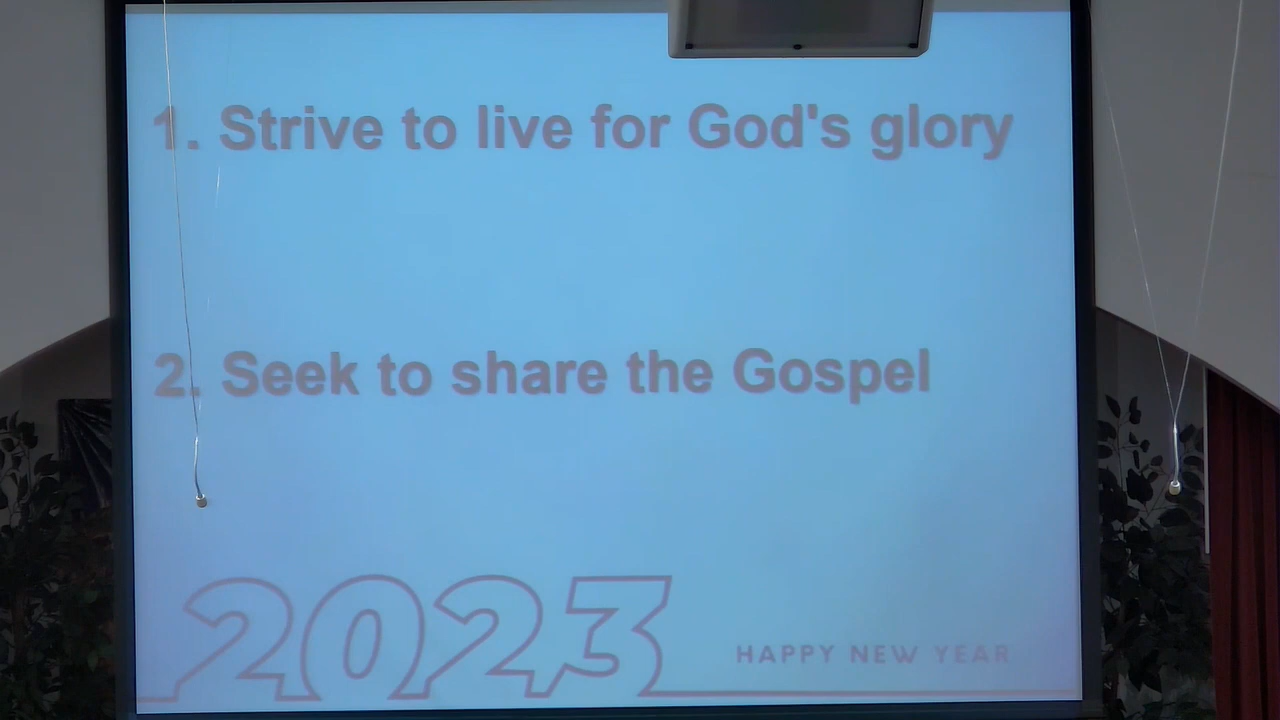 1. Strive to live for God's glory
2. Seek to share the Gospel
2023
HAPPY NEW YEAR